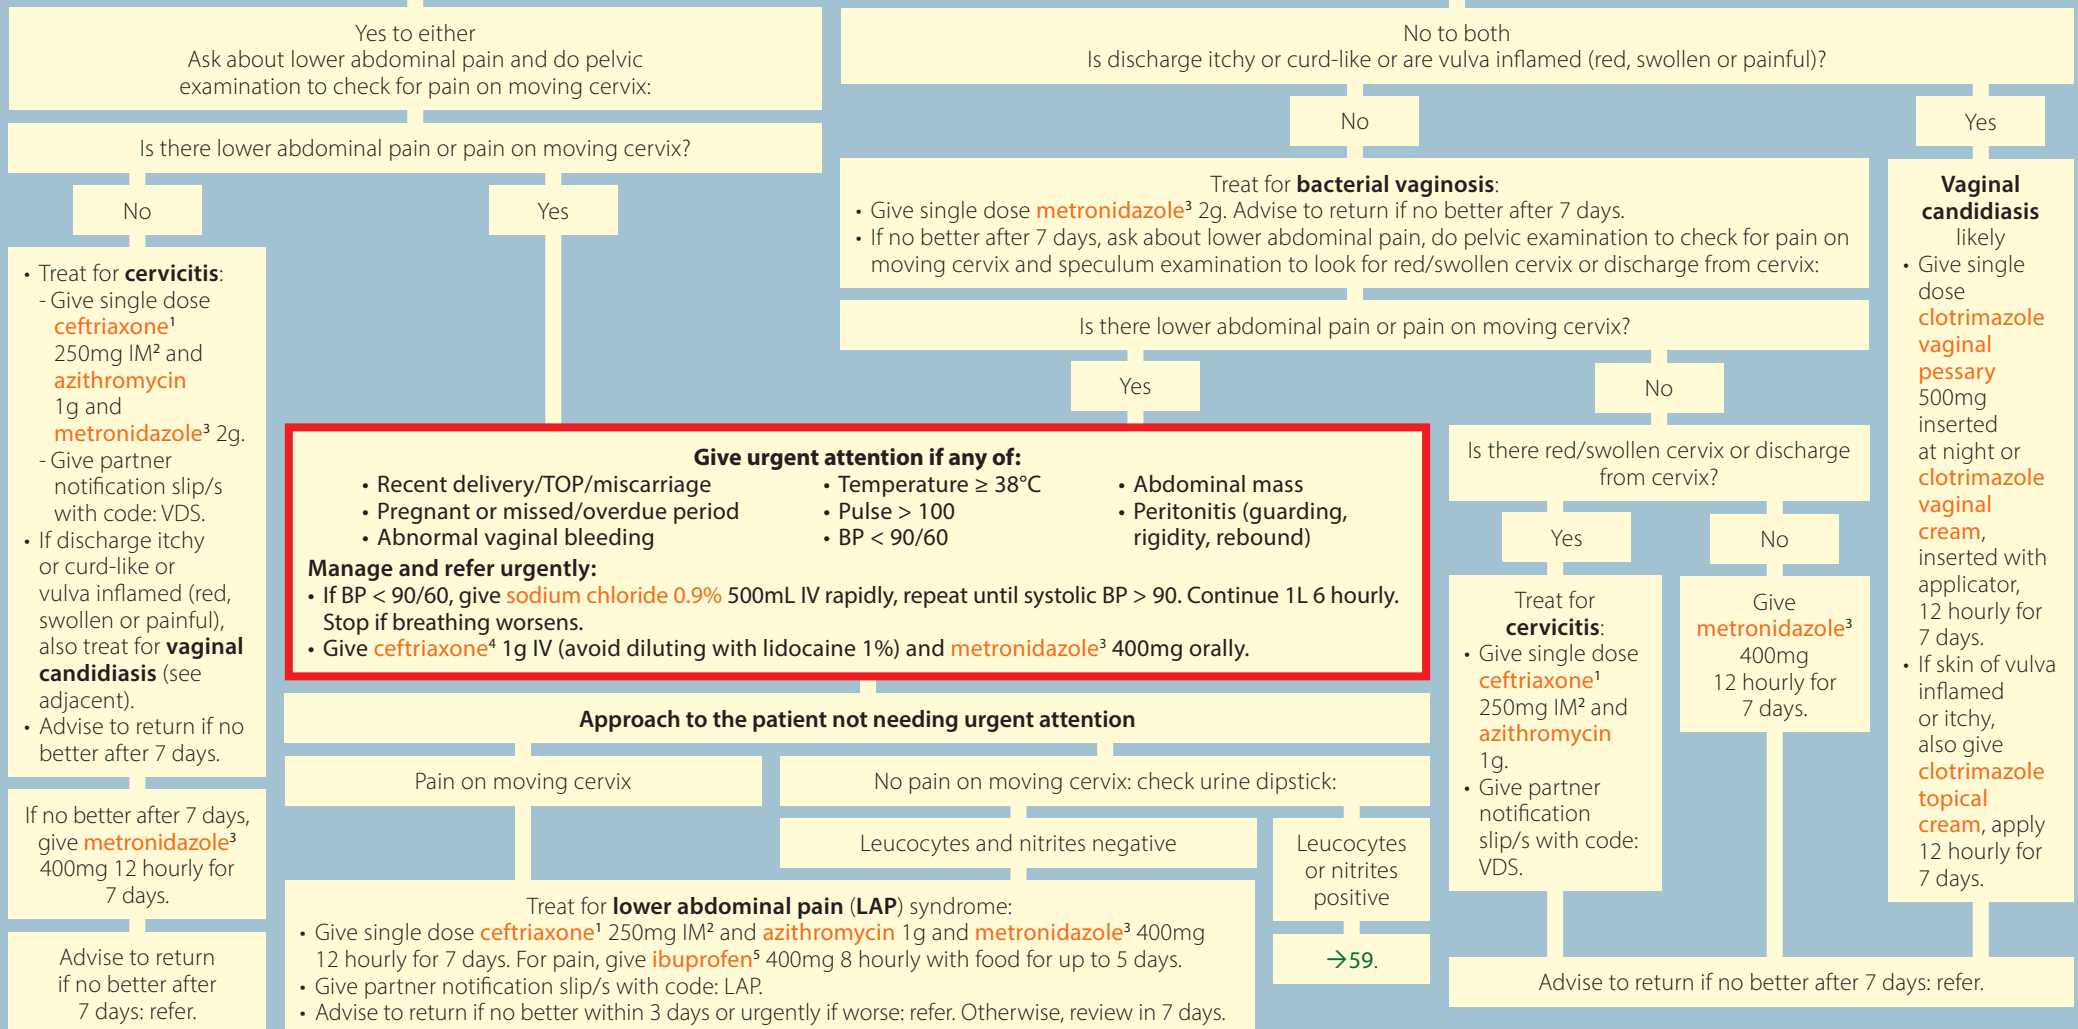 Yes to either
Ask about lower abdominal pain and do pelvic
examination to check for pain on moving cervix:
Is there lower abdominal pain or pain on moving cervix?
No
• Treat for cervicitis:
- Give single dose
ceftriaxone¹
250mg IM² and
azithromycin
1g and
metronidazole³ 2g.
- Give partner
notification slip/s
with code: VDS.
• If discharge itchy
or curd-like or
vulva inflamed (red,
swollen or painful),
also treat for vaginal
candidiasis (see
adjacent).
• Advise to return if no
better after 7 days.
If no better after 7 days,
give metronidazole³
400mg 12 hourly for
7 days.
Advise to return
if no better after
7 days: refer.
Yes
No to both
Is discharge itchy or curd-like or are vulva inflamed (red, swollen or painful)?
No
Treat for bacterial vaginosis:
• Give single dose metronidazole³ 2g. Advise to return if no better after 7 days.
• If no better after 7 days, ask about lower abdominal pain, do pelvic examination to check for pain on
moving cervix and speculum examination to look for red/swollen cervix or discharge from cervix:
Is there lower abdominal pain or pain on moving cervix?
Yes
Give urgent attention if any of:
• Recent delivery/TOP/miscarriage
• Pregnant or missed/overdue period
• Abnormal vaginal bleeding
• Temperature ≥ 38°C
• Pulse > 100
• BP < 90/60
• Abdominal mass
• Peritonitis (guarding,
rigidity, rebound)
Manage and refer urgently:
• If BP < 90/60, give sodium chloride 0.9% 500mL IV rapidly, repeat until systolic BP > 90. Continue 1L 6 hourly.
Stop if breathing worsens.
• Give ceftriaxone⁴ 1g IV (avoid diluting with lidocaine 1%) and metronidazole³ 400mg orally.
Approach to the patient not needing urgent attention
Pain on moving cervix
No pain on moving cervix: check urine dipstick:
Leucocytes and nitrites negative
Leucocytes
or nitrites
positive
→59.
Treat for lower abdominal pain (LAP) syndrome:
• Give single dose ceftriaxone¹ 250mg IM² and azithromycin 1g and metronidazole³ 400mg
12 hourly for 7 days. For pain, give ibuprofen⁵ 400mg 8 hourly with food for up to 5 days.
• Give partner notification slip/s with code: LAP.
• Advise to return if no better within 3 days or urgently if worse: refer. Otherwise, review in 7 days.
No
Is there red/swollen cervix or discharge
from cervix?
Yes
Treat for
cervicitis:
• Give single dose
ceftriaxone¹
250mg IM² and
azithromycin
1g.
• Give partner
notification
slip/s with code:
VDS.
No
Give
metronidazole³
400mg
12 hourly for
7 days.
Yes
Vaginal
candidiasis
likely
• Give single
dose
clotrimazole
vaginal
pessary
500mg
inserted
at night or
clotrimazole
vaginal
cream,
inserted with
applicator,
12 hourly for
7 days.
• If skin of vulva
inflamed
or itchy,
also give
clotrimazole
topical
cream, apply
12 hourly for
7 days.
Advise to return if no better after 7 days: refer.